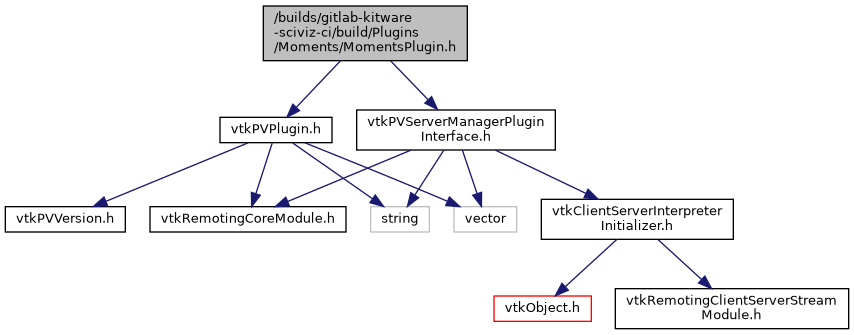 /builds/gitlab-kitware
-sciviz-ci/build/Plugins
/Moments/MomentsPlugin.h
vtkPVPlugin.h
vtkPVServerManagerPlugin
Interface.h
vtkPVVersion.h
vtkRemotingCoreModule.h
string
vector
vtkClientServerInterpreter
Initializer.h
vtkObject.h
vtkRemotingClientServerStream
Module.h